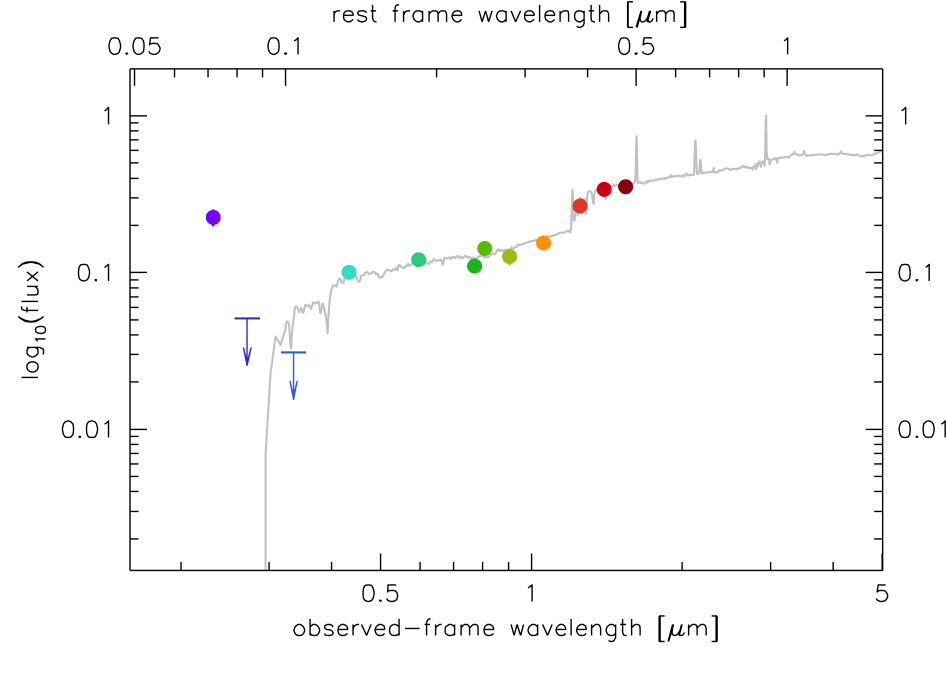 rest frame wavelength [μm]
0.05 0.1 0.5 1
1 1
0.1 0.1
log10(flux)
0.01 0.01
0.5 1 5
observed−frame wavelength [μm]